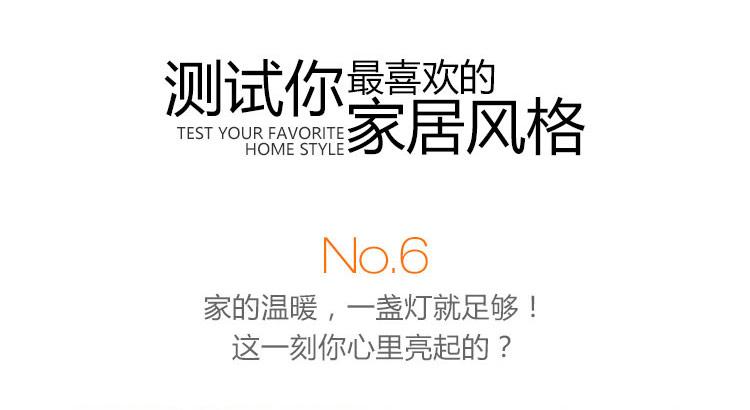 测试你最喜欢的
家居风格
TEST YOUR FAVORITE
HOME STYLE
No.6
家的温暖，一盏灯就足够！
这一刻你心里亮起的？